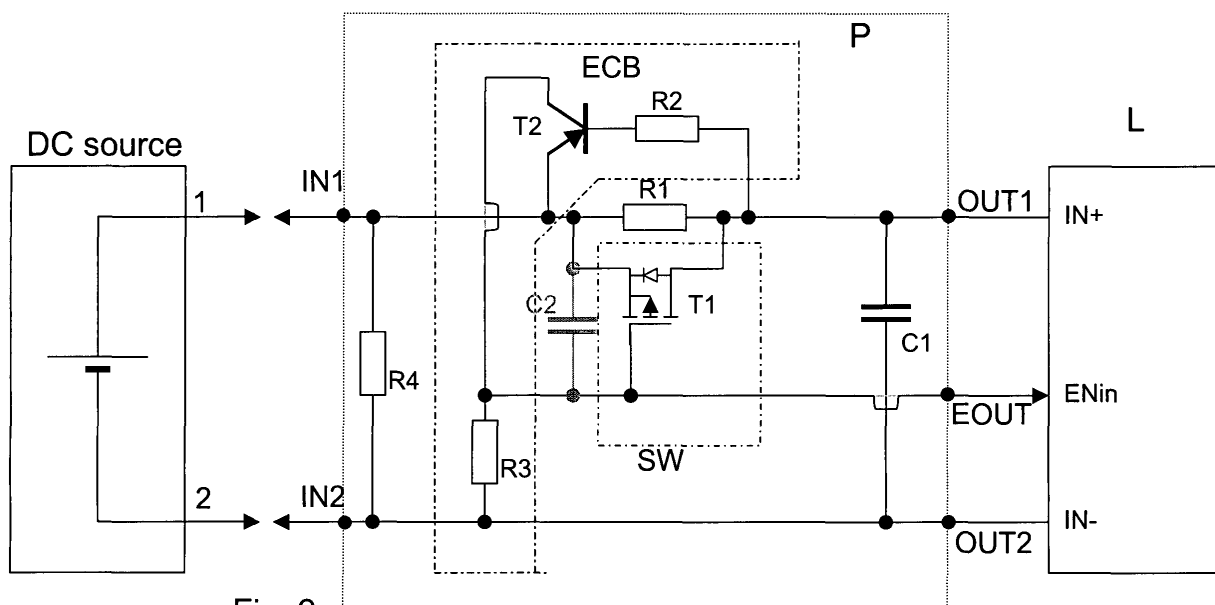 P
ECB
T2
R2
L
DC source
1
IN1
R1
OUT1
IN+
C2
T1
C1
R4
EOUT
ENin
R3
SW
2
IN2
IN-
OUT2